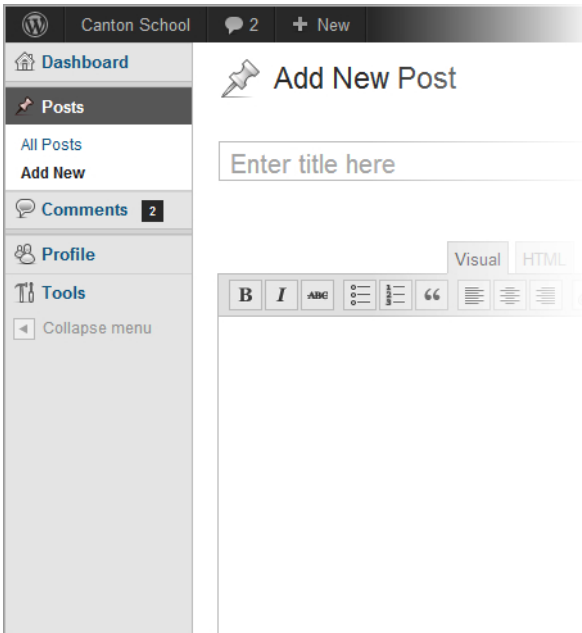 Canton School 2 + New
Dashboard
Add New Post
Posts
All Posts
Add New
Enter title here
Comments 2
Profile
Visual HTML
Tools
B I ABC
Collapse menu